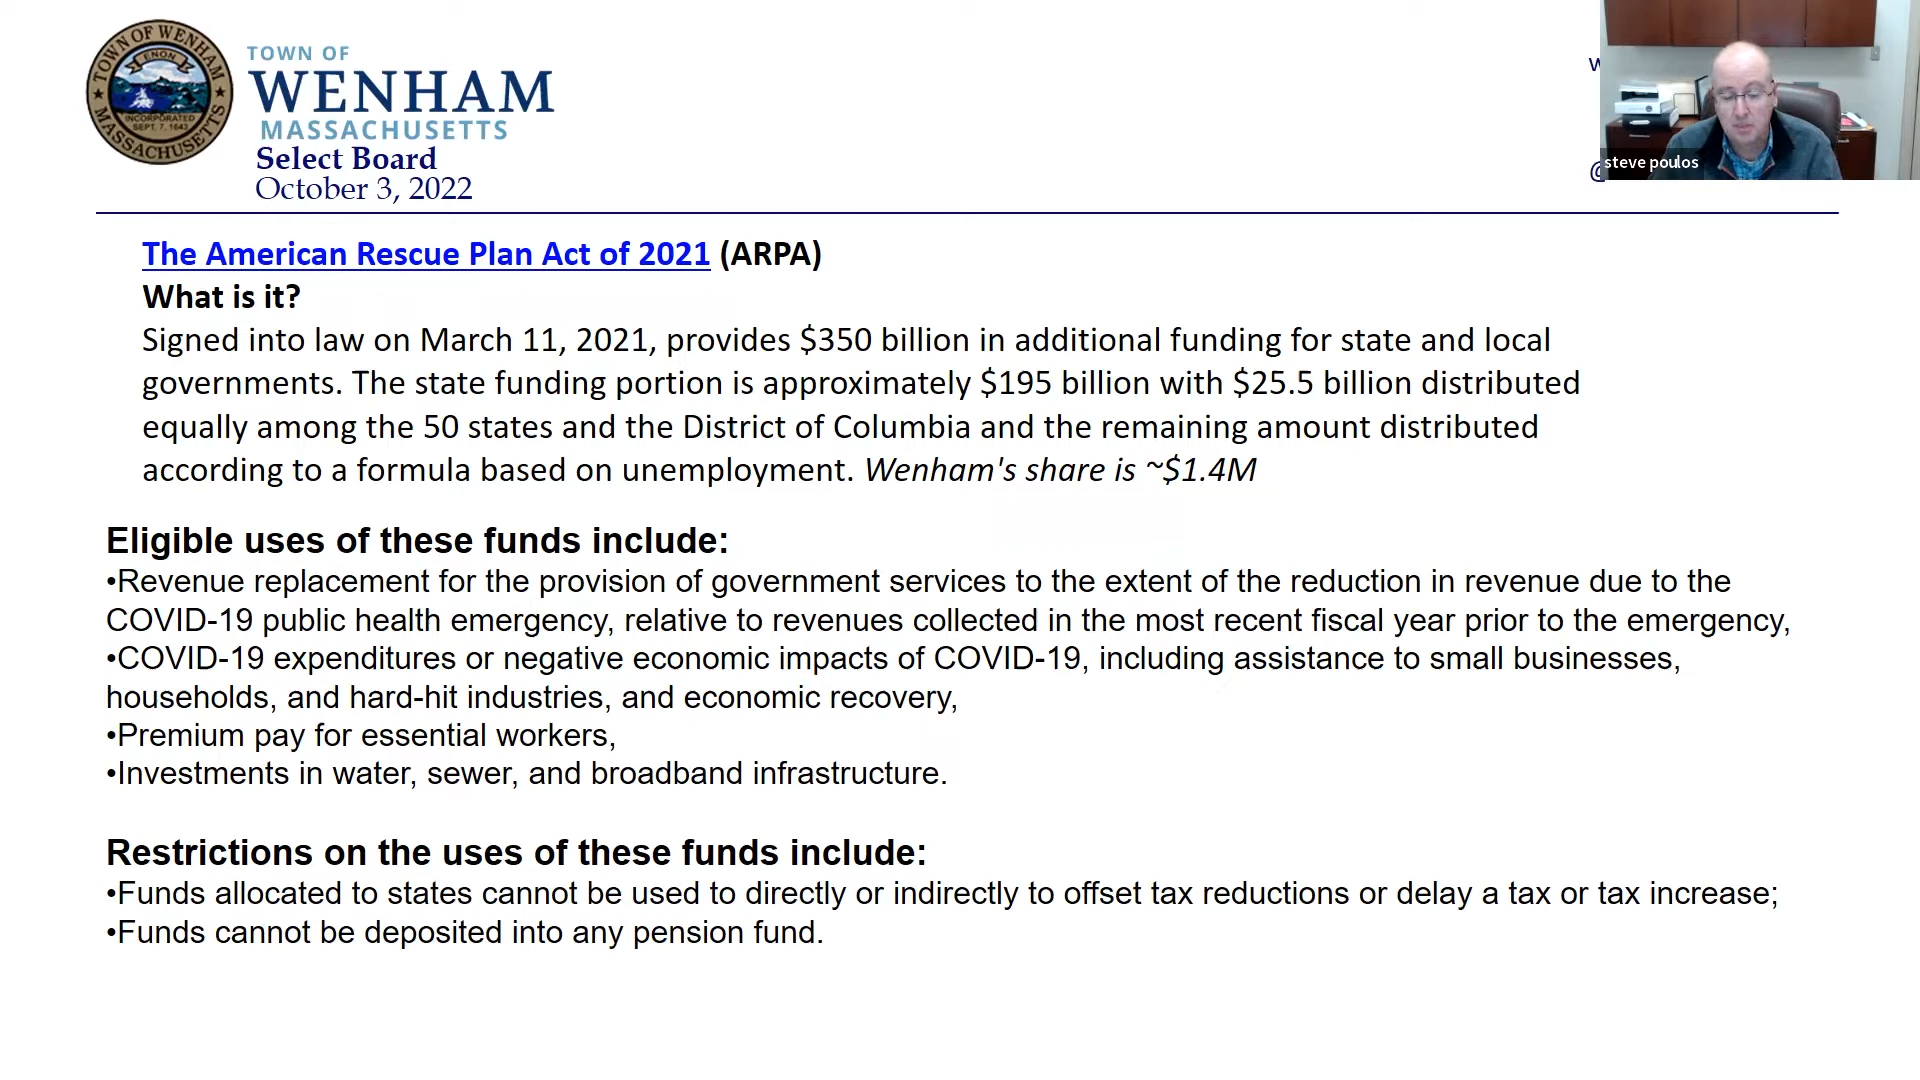 TOWN OF WENHAM
ENON
INCORPORATED
SEPT. 7, 1643
MASSACHUSETTS
TOWN OF
WENHAM
MASSACHUSETTS
Select Board
October 3, 2022
w
@
steve poulos
The American Rescue Plan Act of 2021 (ARPA)
What is it?
Signed into law on March 11, 2021, provides $350 billion in additional funding for state and local
governments. The state funding portion is approximately $195 billion with $25.5 billion distributed
equally among the 50 states and the District of Columbia and the remaining amount distributed
according to a formula based on unemployment. Wenham's share is ~$1.4M
Eligible uses of these funds include:
•Revenue replacement for the provision of government services to the extent of the reduction in revenue due to the
COVID-19 public health emergency, relative to revenues collected in the most recent fiscal year prior to the emergency,
•COVID-19 expenditures or negative economic impacts of COVID-19, including assistance to small businesses,
households, and hard-hit industries, and economic recovery,
•Premium pay for essential workers,
•Investments in water, sewer, and broadband infrastructure.
Restrictions on the uses of these funds include:
•Funds allocated to states cannot be used to directly or indirectly to offset tax reductions or delay a tax or tax increase;
•Funds cannot be deposited into any pension fund.